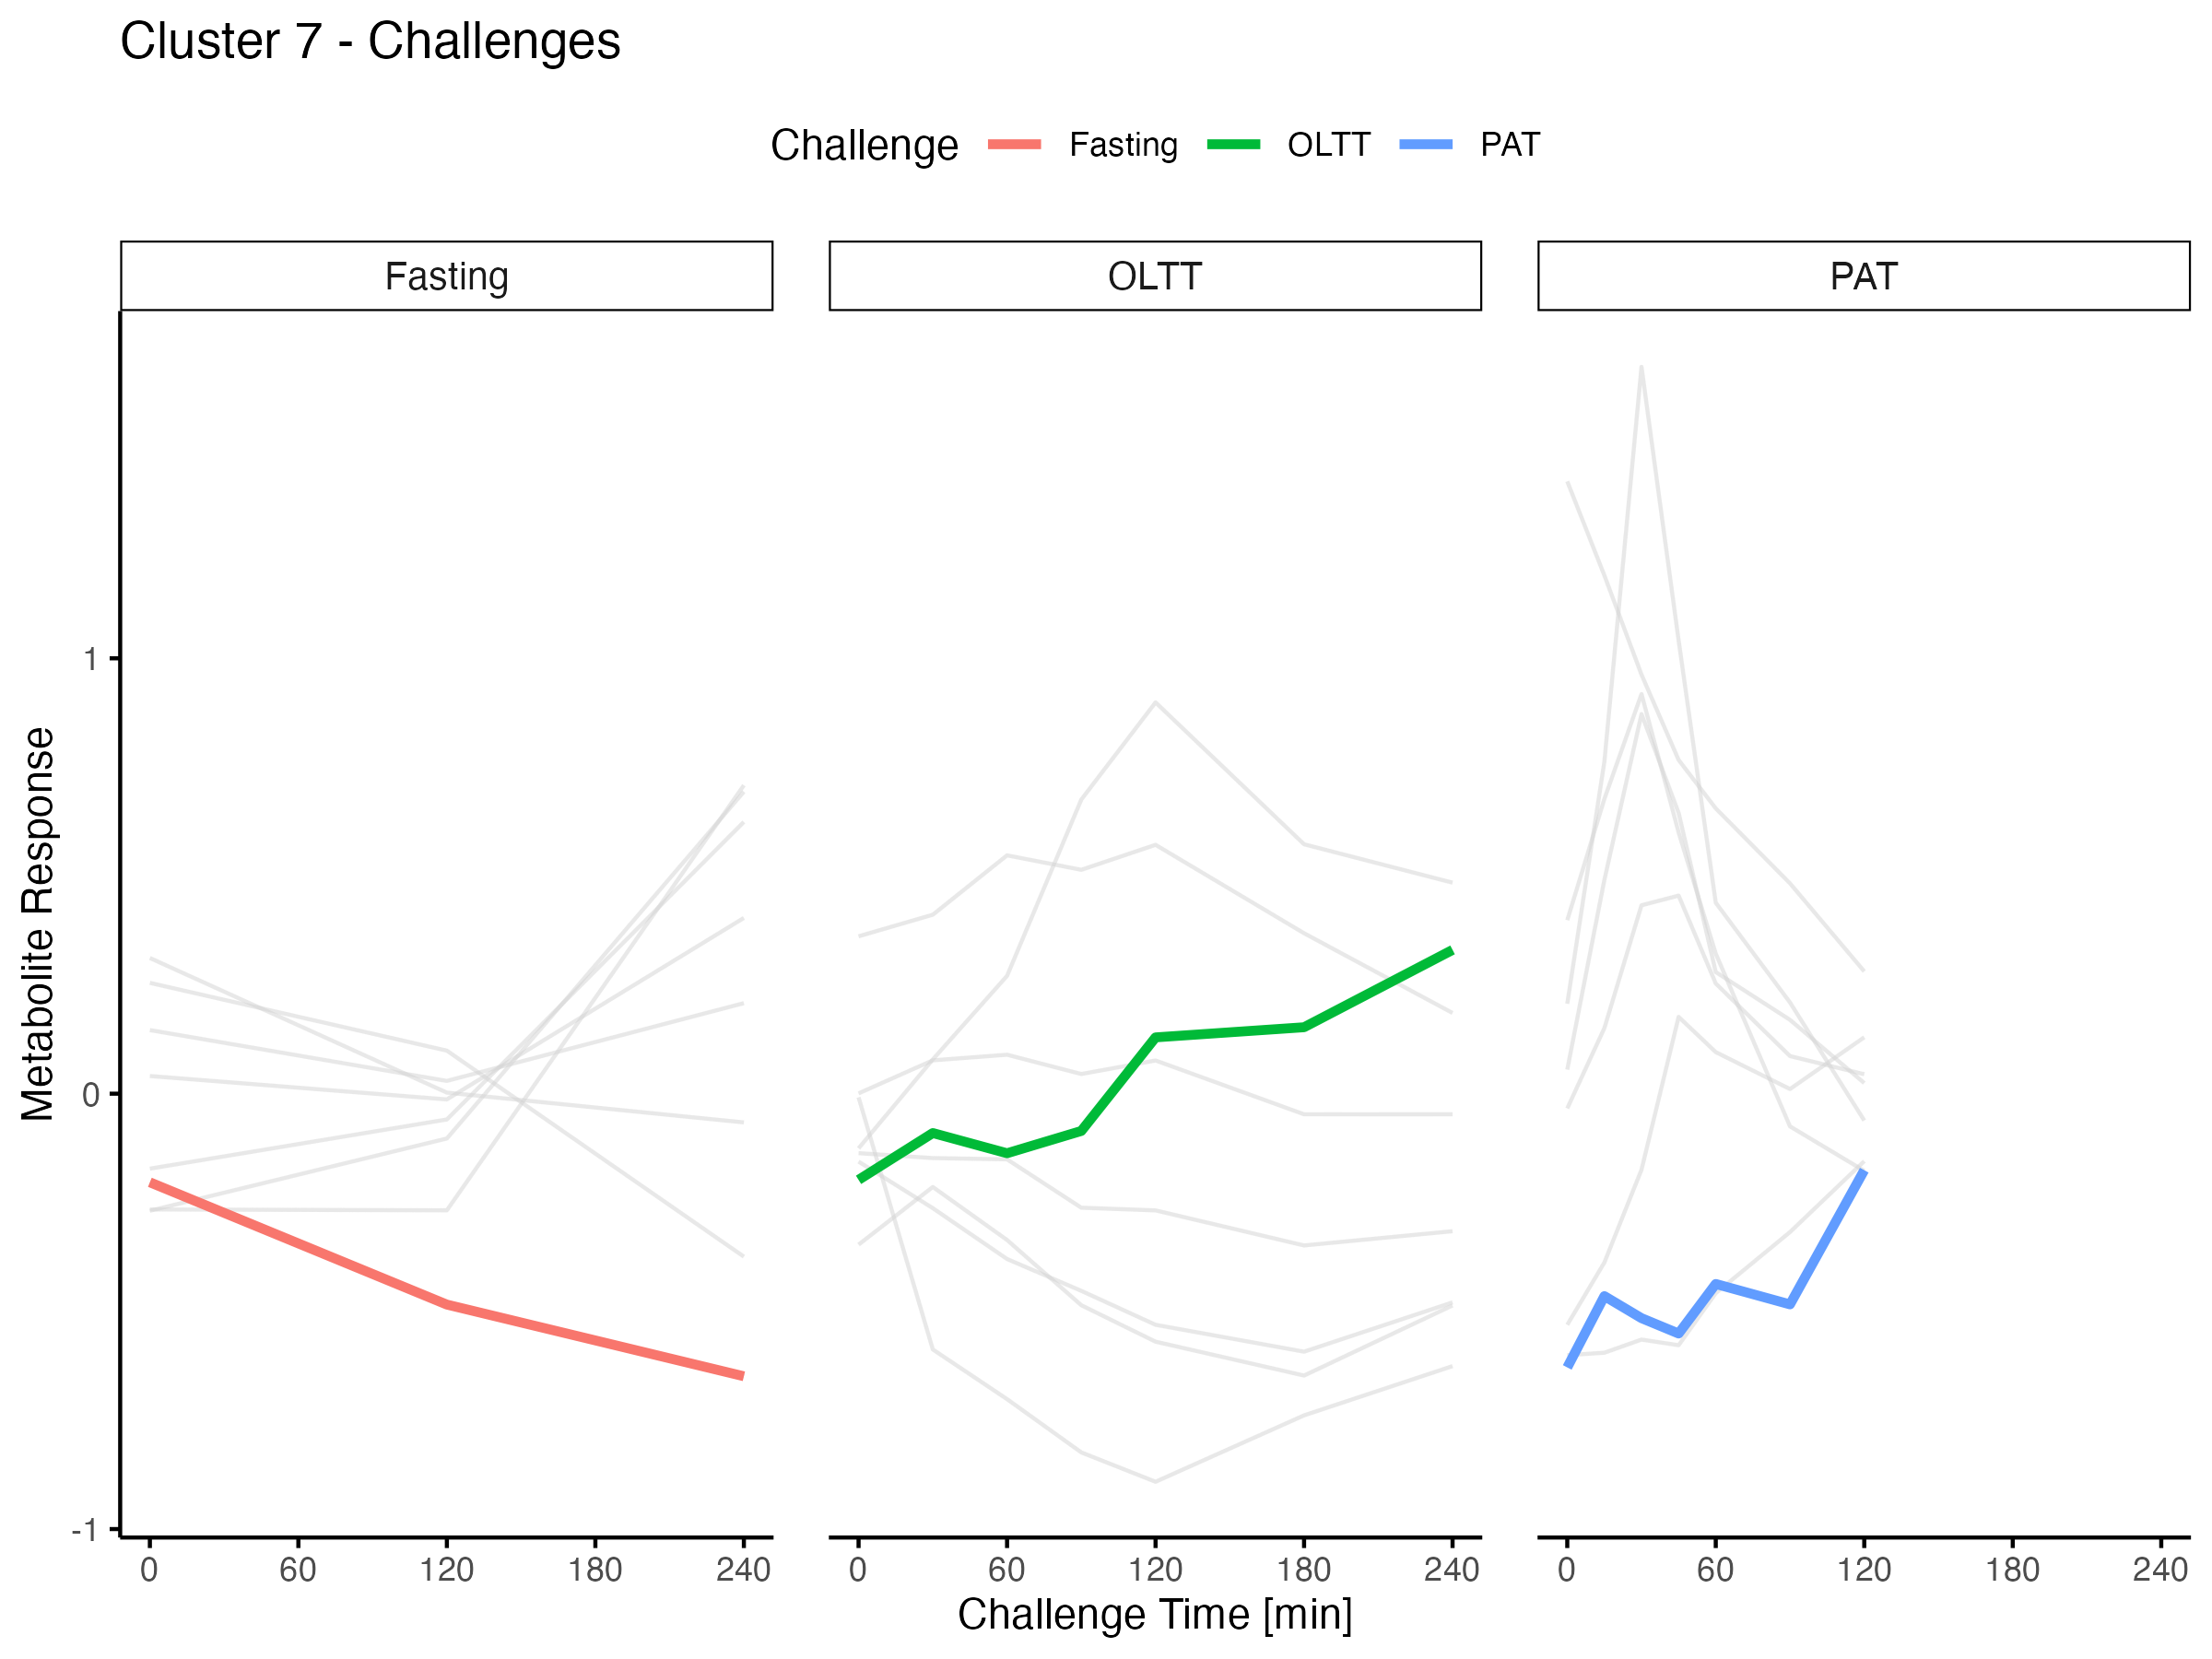 Cluster 7 - Challenges
Challenge Fasting OLTT PAT
Fasting OLTT PAT
Metabolite Response
1
0
-1
0 60 120 180 240 0 60 120 180 240 0 60 120 180 240
Challenge Time [min]